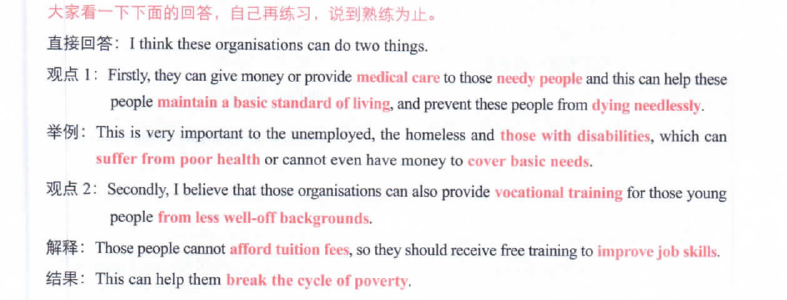 大家看一下下面的回答，自己再练习，说到熟练为止。
直接回答：I think these organisations can do two things.
观点 1：Firstly, they can give money or provide medical care to those needy people and this can help these
people maintain a basic standard of living, and prevent these people from dying needlessly.
举例：This is very important to the unemployed, the homeless and those with disabilities, which can
suffer from poor health or cannot even have money to cover basic needs.
观点 2：Secondly, I believe that those organisations can also provide vocational training for those young
people from less well-off backgrounds.
解释：Those people cannot afford tuition fees, so they should receive free training to improve job skills.
结果：This can help them break the cycle of poverty.